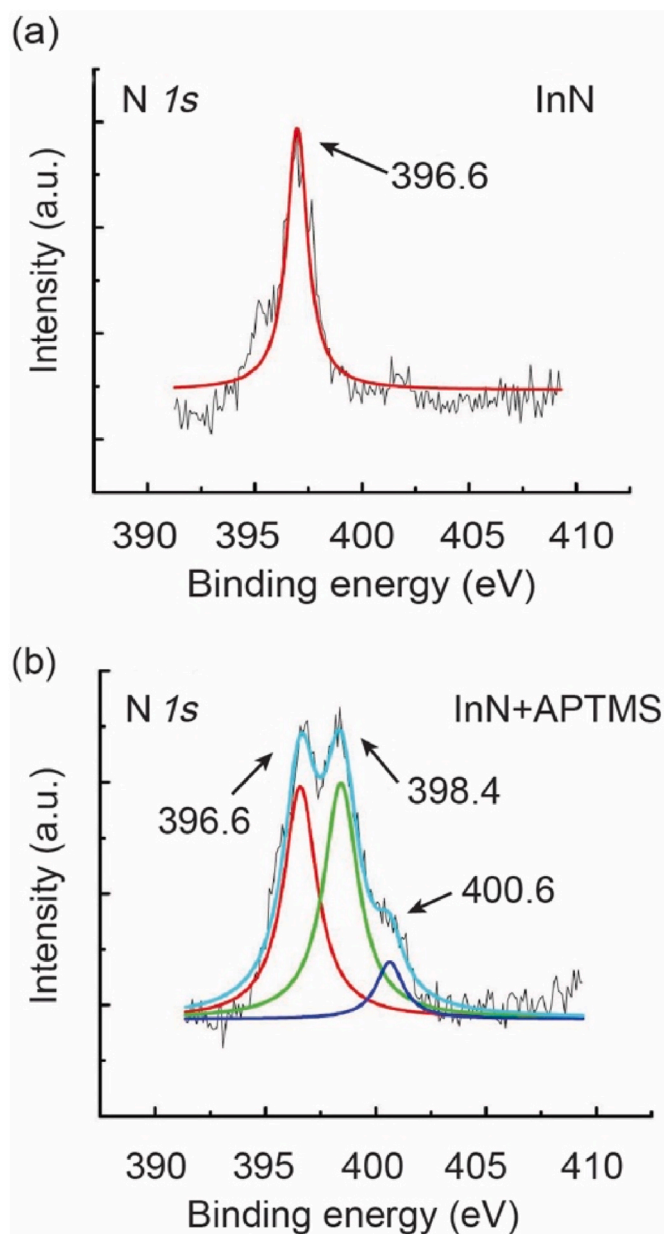 (a)
N 1s InN
396.6
Intensity (a.u.)
390 395 400 405 410
Binding energy (eV)
(b)
N 1s InN+APTMS
396.6
398.4
400.6
Intensity (a.u.)
390 395 400 405 410
Binding energy (eV)